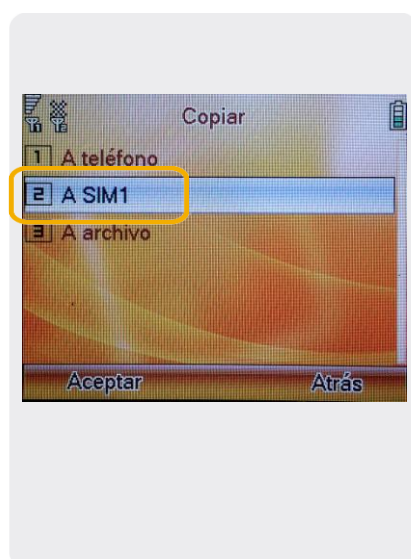 Copiar
1 A teléfono
2 A SIM1
3 A archivo
Aceptar Atrás